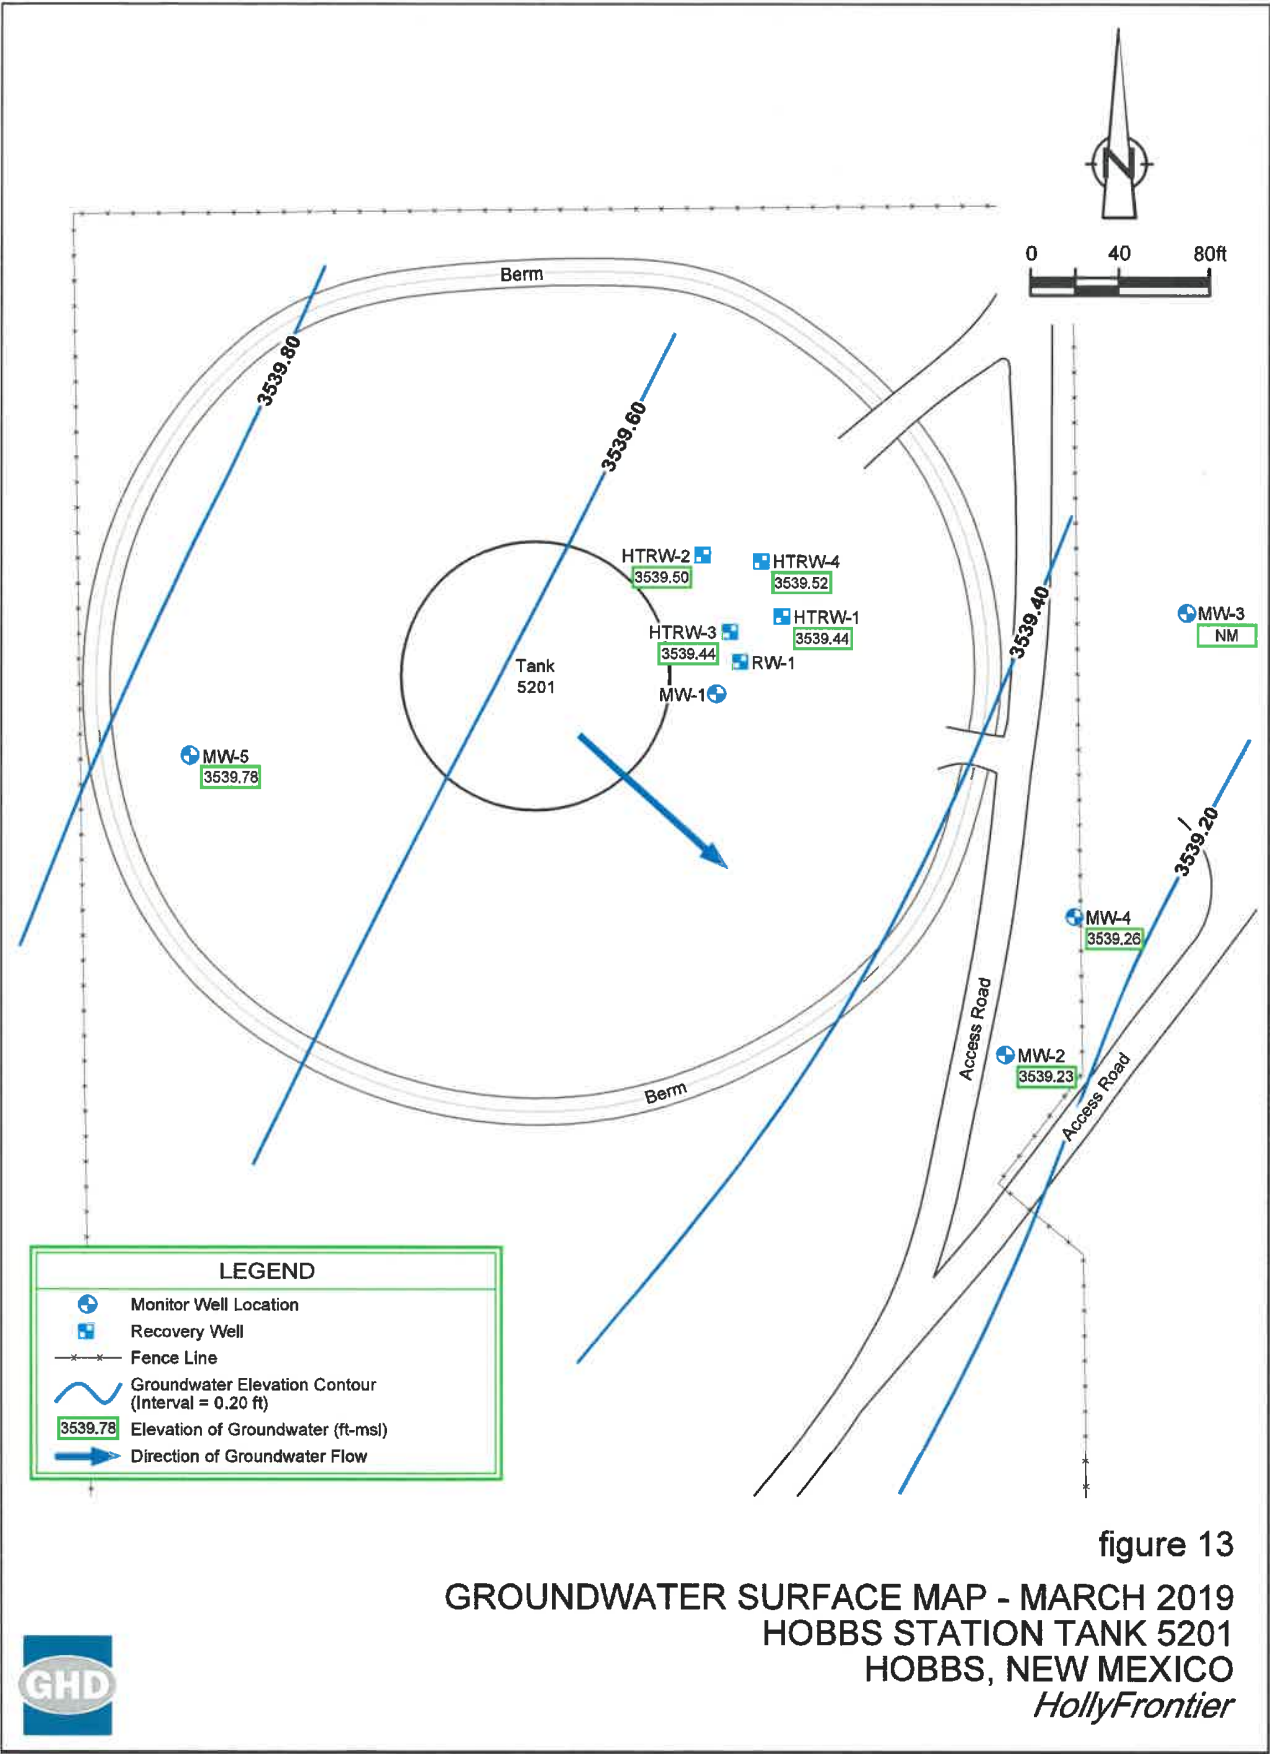 N
0 40 80ft
Berm
3539.80
3539.60
HTRW-2
3539.50
HTRW-4
3539.52
HTRW-1
3539.44
HTRW-3
3539.44
RW-1
MW-1
Tank
5201
3539.40
MW-3
NM
MW-5
3539.78
3539.20
MW-4
3539.26
Access Road
MW-2
3539.23
Access Road
Berm
LEGEND
Monitor Well Location
Recovery Well
Fence Line
Groundwater Elevation Contour
(Interval = 0.20 ft)
3539.78 Elevation of Groundwater (ft-msl)
Direction of Groundwater Flow
figure 13
GROUNDWATER SURFACE MAP - MARCH 2019
HOBBS STATION TANK 5201
HOBBS, NEW MEXICO
HollyFrontier
GHD